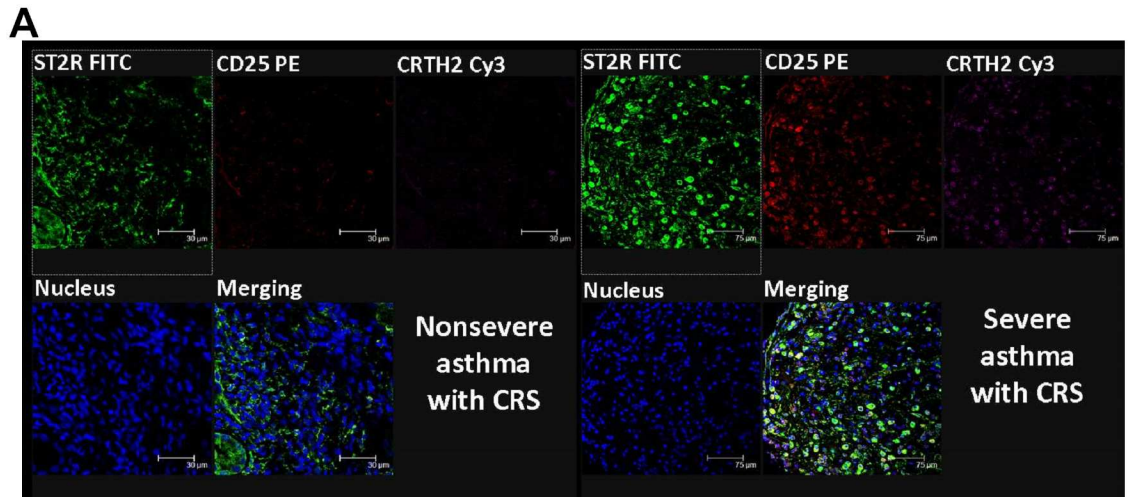 A
ST2R FITC
CD25 PE
CRTH2 Cy3
ST2R FITC
CD25 PE
CRTH2 Cy3
30 µm
30 µm
30 µm
75 µm
75 µm
75 µm
Nucleus
Merging
Nonsevere
asthma
with CRS
Nucleus
Merging
Severe
asthma
with CRS
30 µm
30 µm
75 µm
75 µm